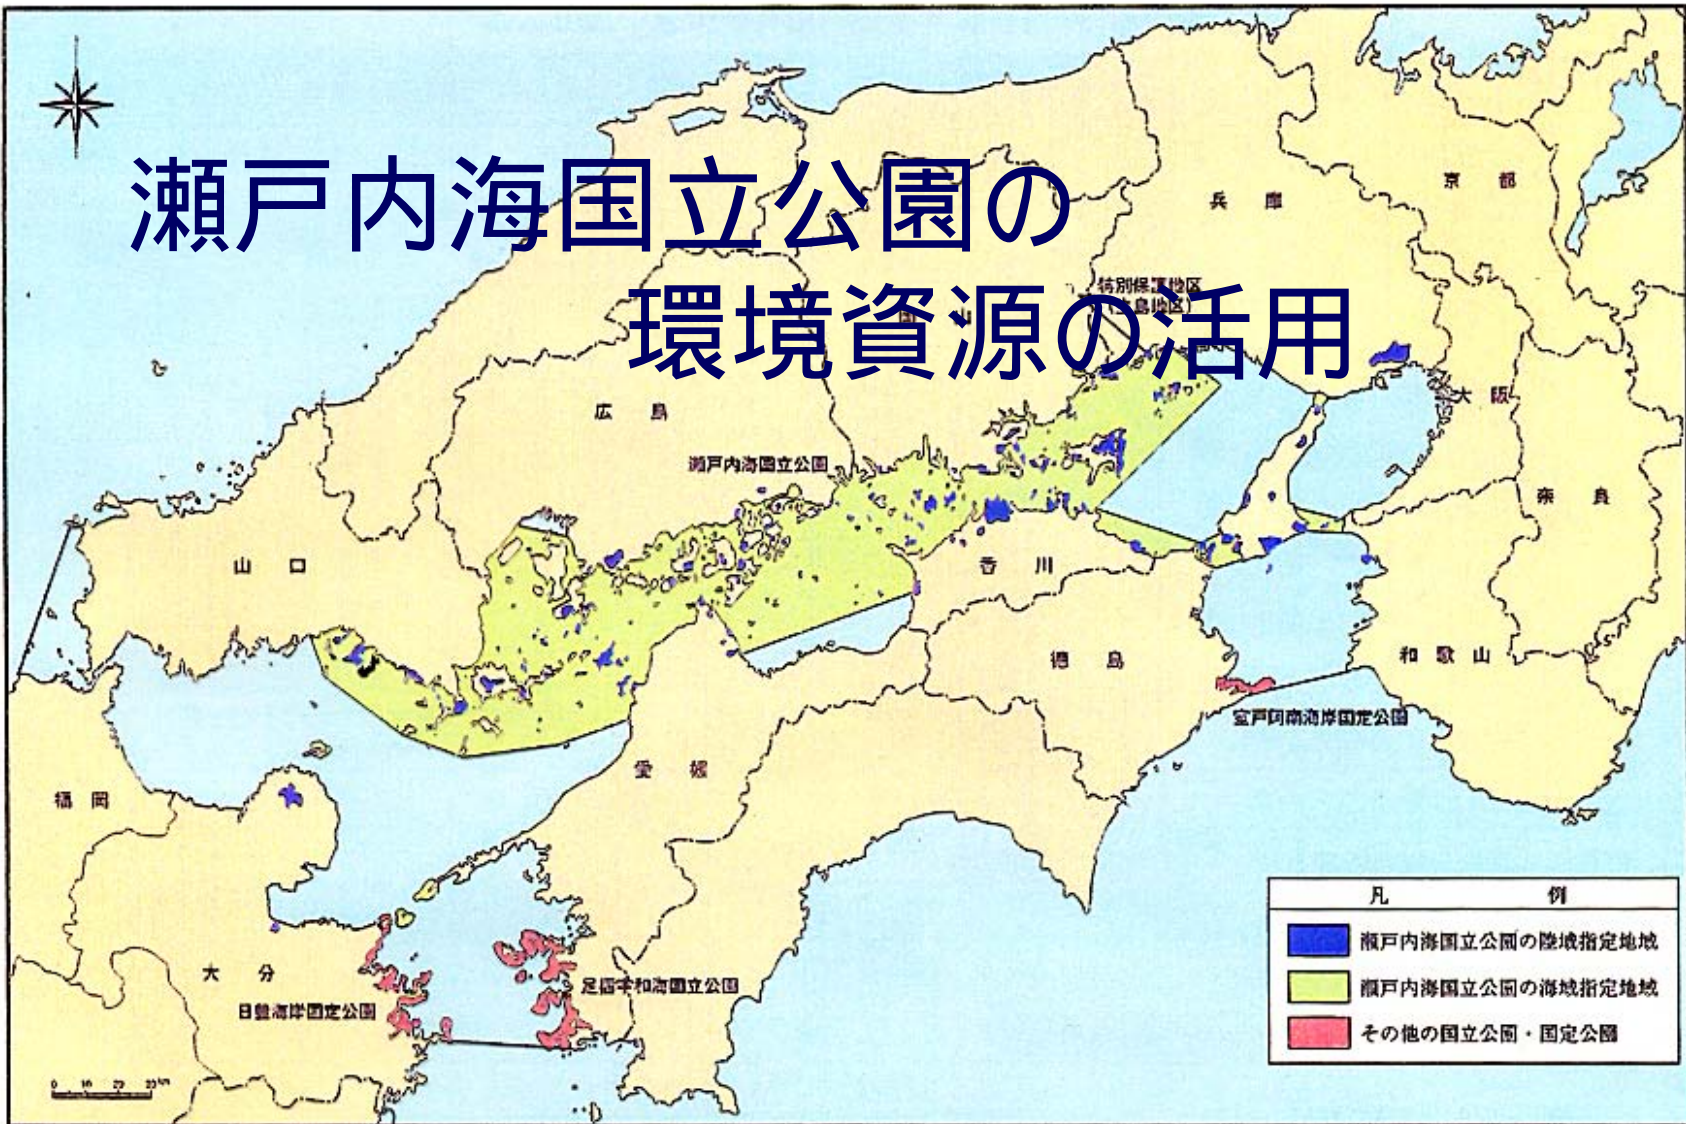 瀬戸内海国立公園の
環境資源の活用
京 都
兵 庫
特別保護地区
山
大 阪
広 島
瀬戸内海国立公園
奈 良
山 口
香 川
徳 島
和 歌 山
室戸阿南海岸国定公園
愛 媛
福 岡
大 分
足摺宇和海国立公園
日豊海岸国定公園
凡 例
瀬戸内海国立公園の陸域指定地域
瀬戸内海国立公園の海域指定地域
その他の国立公園・国定公園
0 10 20 30km